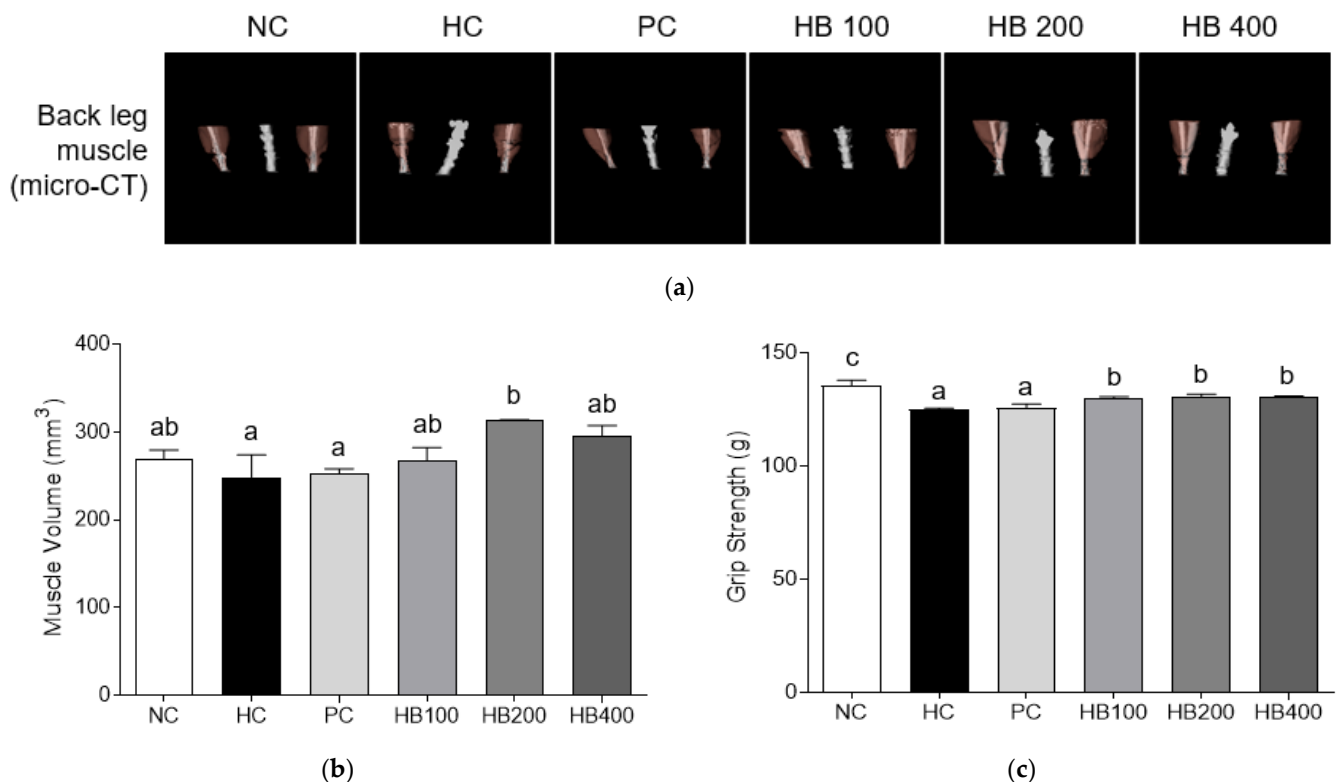 NC HC PC HB 100 HB 200 HB 400
Back leg
muscle
(micro-CT)
(a)
400
300
200
100
0
Muscle Volume (mm³)
ab a a ab b ab
NC HC PC HB100 HB200 HB400
(b)
150
100
50
0
Grip Strength (g)
c a a b b b
NC HC PC HB100 HB200 HB400
(c)